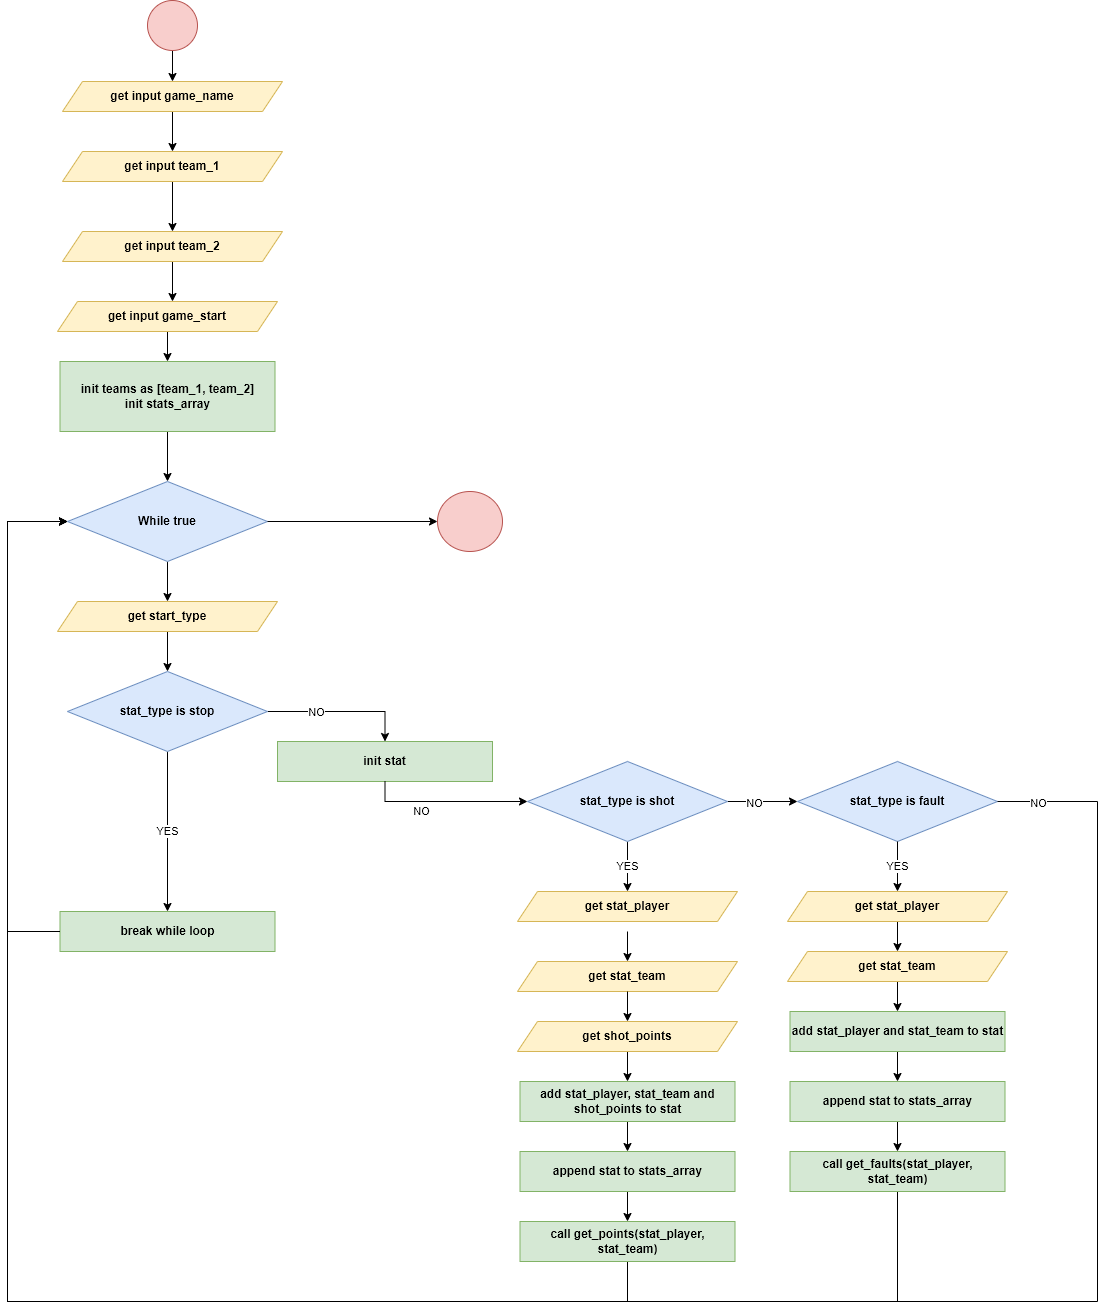 get input game_name
get input team_1
get input team_2
get input game_start
init teams as [team_1, team_2]
init stats_array
While true
get start_type
stat_type is stop
NO
init stat
NO
stat_type is shot
NO
stat_type is fault
NO
YES
break while loop
YES
get stat_player
get stat_team
get shot_points
add stat_player, stat_team and
shot_points to stat
append stat to stats_array
call get_points(stat_player,
stat_team)
YES
get stat_player
get stat_team
add stat_player and stat_team to stat
append stat to stats_array
call get_faults(stat_player,
stat_team)